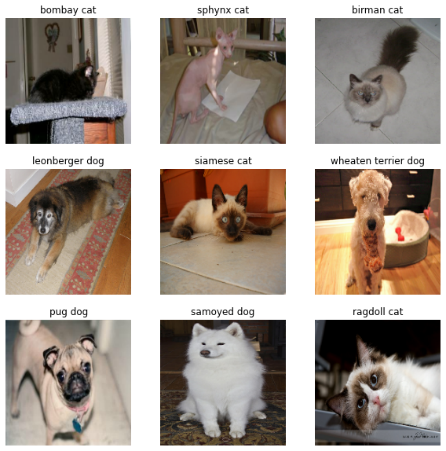 bombay cat
sphynx cat
birman cat
leonberger dog
siamese cat
wheaten terrier dog
pug dog
samoyed dog
ragdoll cat